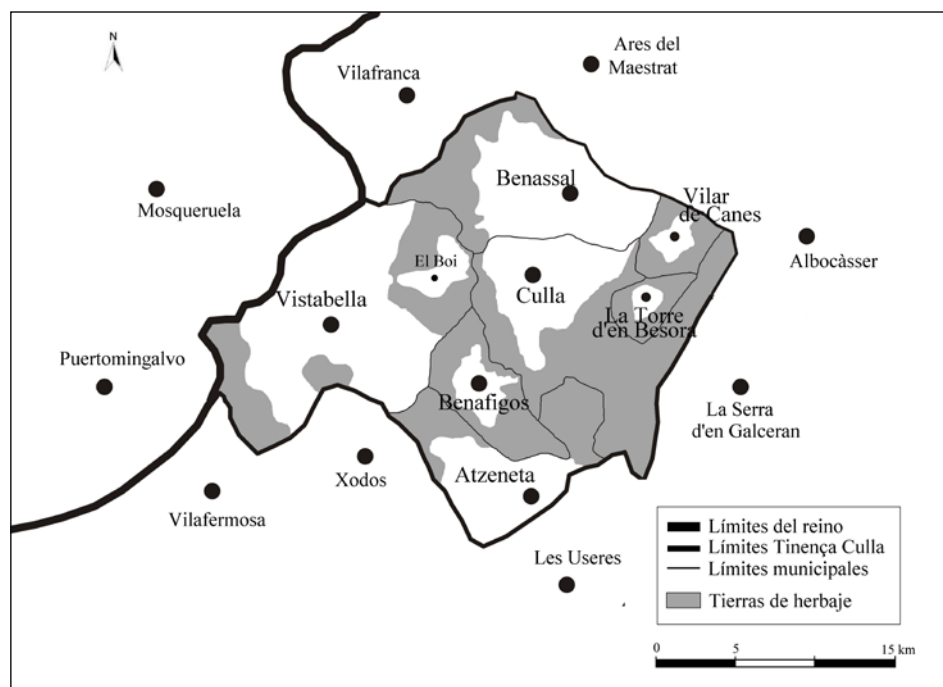 N
Ares del
Maestrat
Vilafranca
Benassal
Vilar
de Canes
Mosqueruela
Albocàsser
El Boi
Culla
Vistabella
La Torre
d'en Besora
Puertomingalvo
Benafigos
La Serra
d'en Galceran
Xodos
Atzeneta
Vilafermosa
Les Useres
Límites del reino
Límites Tinença Culla
Límites municipales
Tierras de herbaje
0 5 15 km